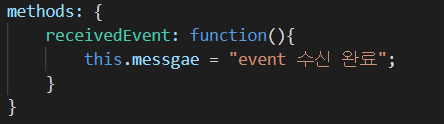 methods: {
receivedEvent: function(){
this.messgae = "event 수신 완료";
}
}